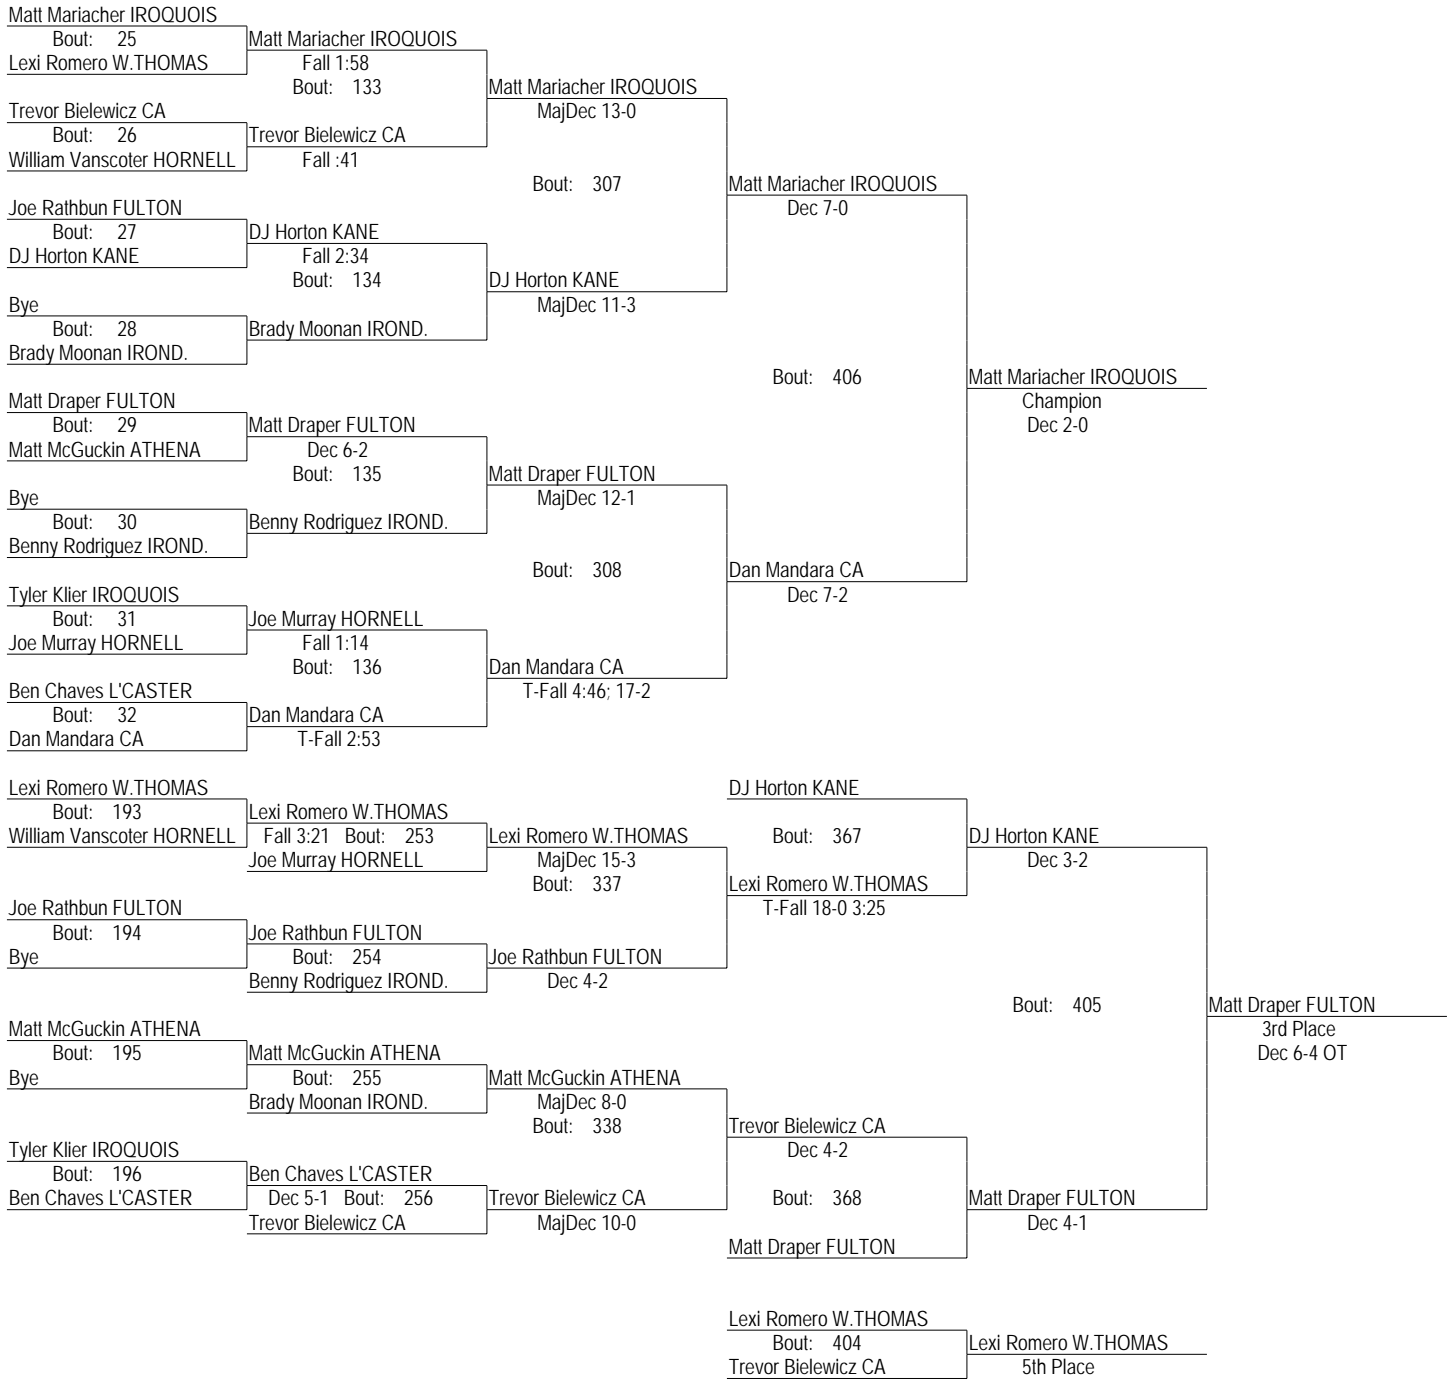 Matt Mariacher IROQUOIS
Bout: 25
Matt Mariacher IROQUOIS
Lexi Romero W.THOMAS
Fall 1:58
Bout: 133
Matt Mariacher IROQUOIS
Trevor Bielewicz CA
MajDec 13-0
Bout: 26
Trevor Bielewicz CA
William Vanscoter HORNELL
Fall :41
Bout: 307
Matt Mariacher IROQUOIS
Joe Rathbun FULTON
Dec 7-0
Bout: 27
DJ Horton KANE
DJ Horton KANE
Fall 2:34
Bout: 134
DJ Horton KANE
Bye
MajDec 11-3
Bout: 28
Brady Moonan IROND.
Brady Moonan IROND.
Bout: 406
Matt Mariacher IROQUOIS
Matt Draper FULTON
Champion
Bout: 29
Matt Draper FULTON
Dec 2-0
Matt McGuckin ATHENA
Dec 6-2
Bout: 135
Matt Draper FULTON
Bye
MajDec 12-1
Bout: 30
Benny Rodriguez IROND.
Benny Rodriguez IROND.
Bout: 308
Dan Mandara CA
Tyler Klier IROQUOIS
Dec 7-2
Bout: 31
Joe Murray HORNELL
Joe Murray HORNELL
Fall 1:14
Bout: 136
Dan Mandara CA
Ben Chaves L'CASTER
T-Fall 4:46; 17-2
Bout: 32
Dan Mandara CA
Dan Mandara CA
T-Fall 2:53
Lexi Romero W.THOMAS
DJ Horton KANE
Bout: 193
Lexi Romero W.THOMAS
William Vanscoter HORNELL
Fall 3:21 Bout: 253
Lexi Romero W.THOMAS
Bout: 367
DJ Horton KANE
Joe Murray HORNELL
MajDec 15-3
Dec 3-2
Bout: 337
Lexi Romero W.THOMAS
Joe Rathbun FULTON
T-Fall 18-0 3:25
Bout: 194
Joe Rathbun FULTON
Bye
Bout: 254
Joe Rathbun FULTON
Benny Rodriguez IROND.
Dec 4-2
Bout: 405
Matt Draper FULTON
Matt McGuckin ATHENA
3rd Place
Bout: 195
Matt McGuckin ATHENA
Dec 6-4 OT
Bye
Bout: 255
Matt McGuckin ATHENA
Brady Moonan IROND.
MajDec 8-0
Bout: 338
Trevor Bielewicz CA
Tyler Klier IROQUOIS
Dec 4-2
Bout: 196
Ben Chaves L'CASTER
Ben Chaves L'CASTER
Dec 5-1 Bout: 256
Trevor Bielewicz CA
Bout: 368
Matt Draper FULTON
Trevor Bielewicz CA
MajDec 10-0
Dec 4-1
Matt Draper FULTON
Lexi Romero W.THOMAS
Bout: 404
Lexi Romero W.THOMAS
Trevor Bielewicz CA
5th Place